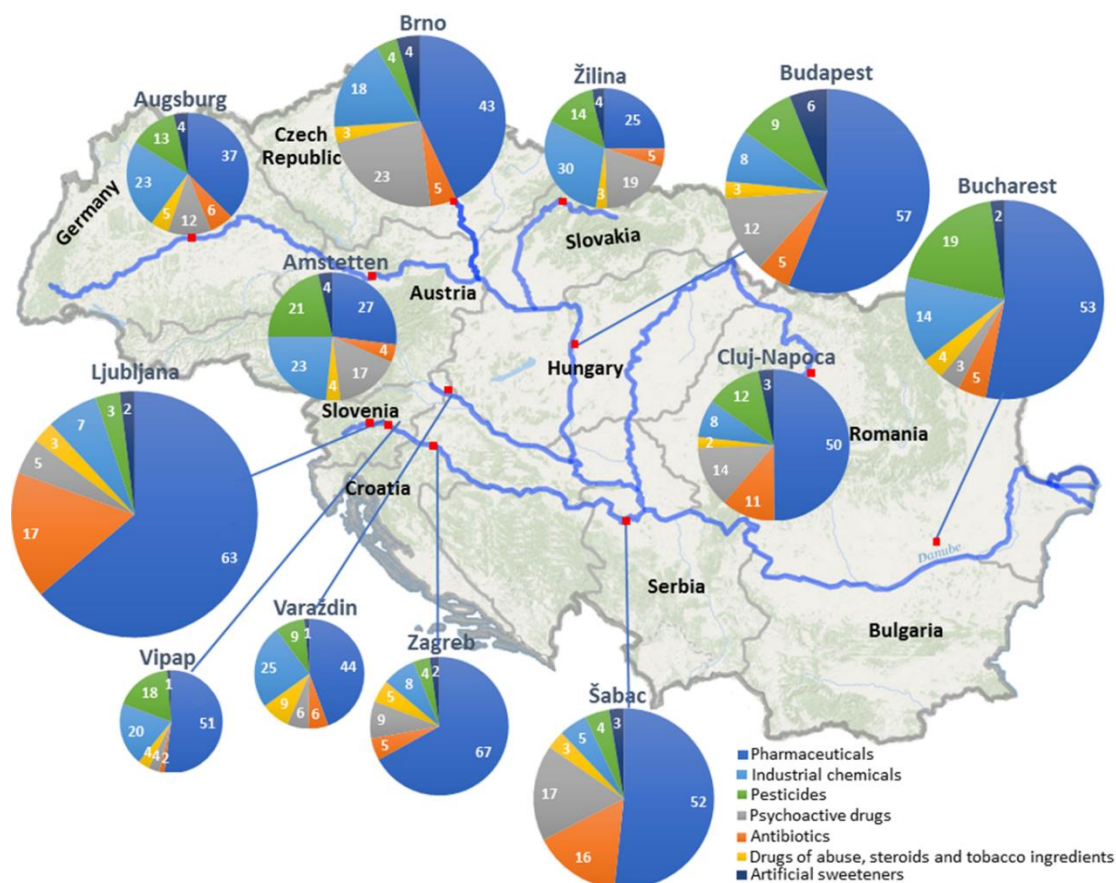 Brno
4
4
18
43
3
23
5
Czech
Republic
Žilina
4
14
25
30
5
3
19
Budapest
6
9
8
3
57
12
5
Augsburg
4
13
37
23
5
12
6
Germany
Bucharest
2
19
14
53
4
3
5
Slovakia
Amstetten
4
21
27
23
4
4
17
Austria
Hungary
Cluj-Napoca
3
12
8
2
50
14
11
Romania
Ljubljana
2
3
7
3
5
17
63
Slovenia
Croatia
Danube
Serbia
Bulgaria
Varaždin
1
9
25
44
9
6
6
Vipap
1
18
51
20
4
4
2
Zagreb
2
4
8
5
9
5
67
Šabac
3
4
5
3
17
52
16
Pharmaceuticals
Industrial chemicals
Pesticides
Psychoactive drugs
Antibiotics
Drugs of abuse, steroids and tobacco ingredients
Artificial sweeteners